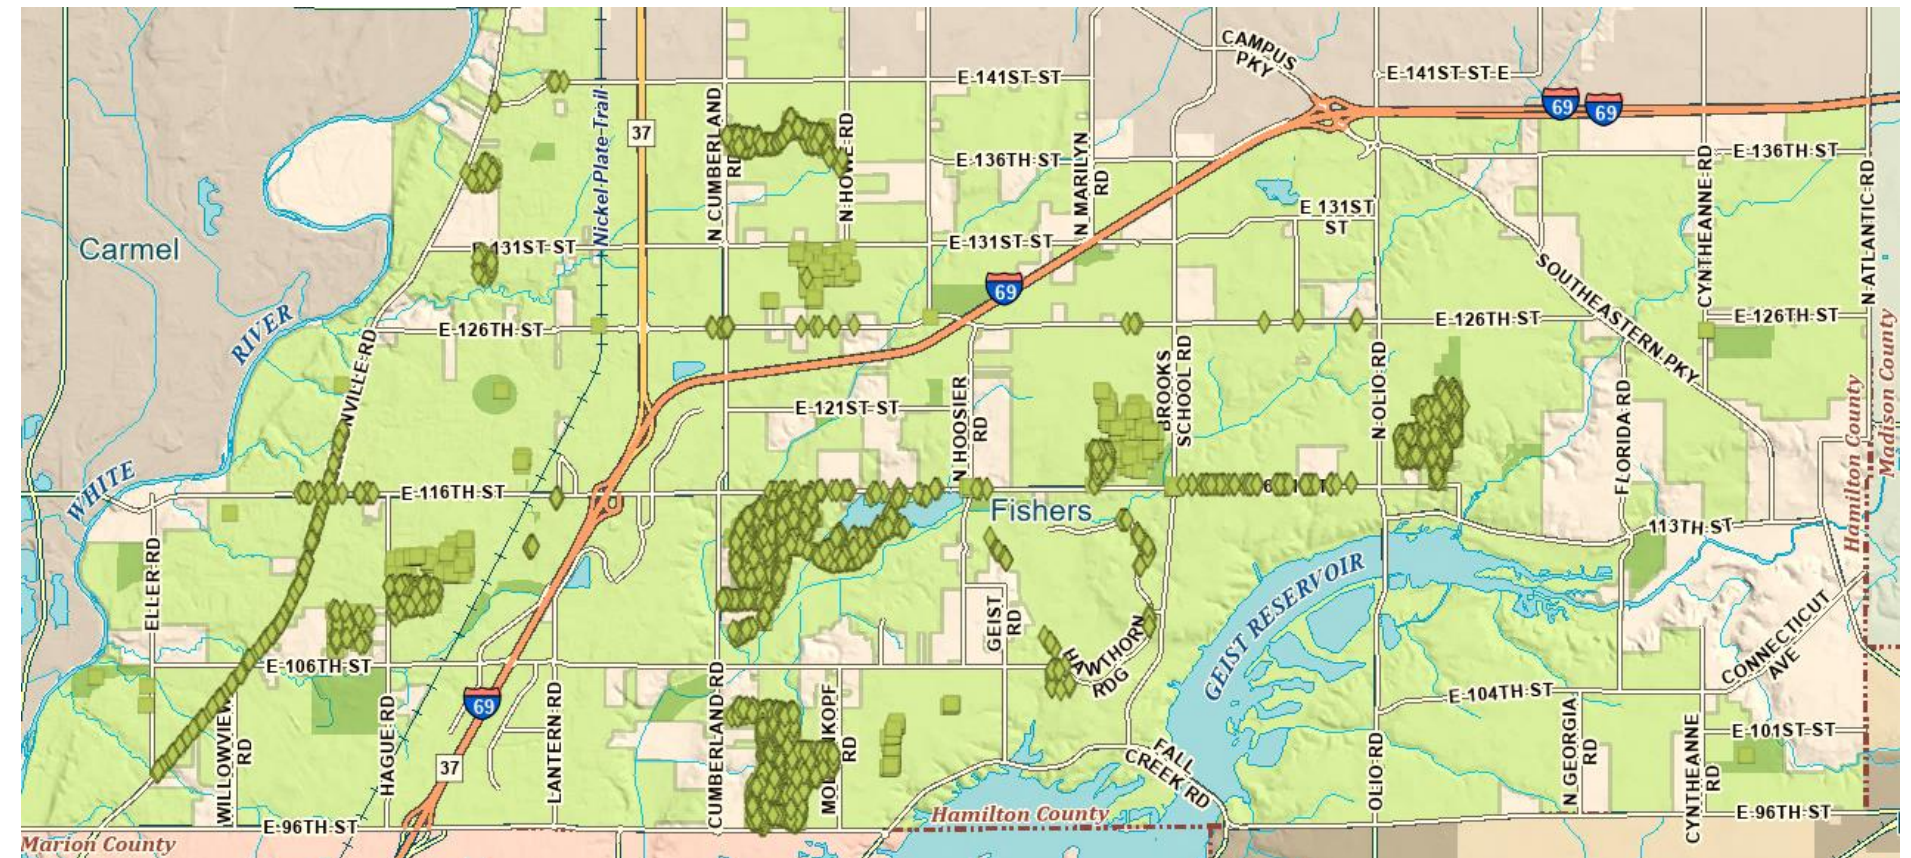 CAMPUS
PKY
E 141ST ST
E 141ST ST E
69
69
37
Nickel Plate Trail
N CUMBERLAND
RD
RD
E 136TH ST
N MARILYN
RD
E 136TH ST
CYNTHEANNE RD
N ATLANTIC RD
Carmel
131ST ST
E 131ST ST
E 131ST
ST
69
SOUTHEASTERN PKY
RIVER
E 126TH ST
E 126TH ST
E 126TH ST
NVILLE RD
E 121ST ST
N HOOSIER
RD
BROOKS
SCHOOL RD
N OLIO RD
FLORIDA RD
Hamilton County
Madison County
WHITE
E 116TH ST
Fishers
113TH ST
ELLER RD
GEIST
RD
GEIST RESERVOIR
HAWTHORN
RDG
CONNECTICUT
AVE
E 106TH ST
E 104TH ST
69
WILLOWVIEW
RD
HAGUE RD
LANTERN RD
CUMBERLAND RD
RD
FALL
CREEK RD
OLIO RD
N GEORGIA
RD
CYNTHEANNE
RD
E 101ST ST
37
E 96TH ST
Hamilton County
E 96TH ST
Marion County